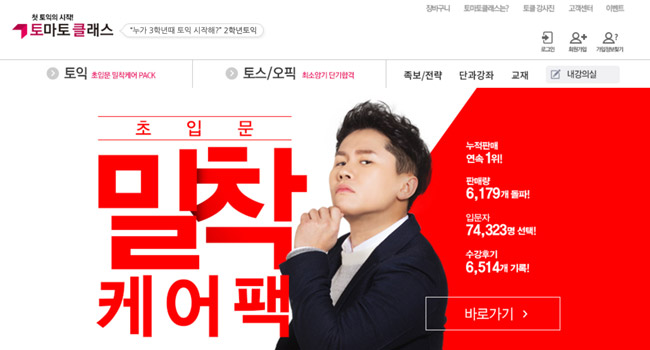 장바구니 토마토클래스는? 토클 강사진 고객센터 이벤트
첫 토익의 시작!
토마토 클래스
"누가 3학년때 토익 시작해?" 2학년토익
로그인 회원가입 가입정보찾기
토익 초입문 밀착케어 PACK 토스/오픽 최소암기 단기합격 족보/전략 단과강좌 교재 내강의실
초 입 문
밀착
케어팩
누적판매
연속 1위!
판매량
6,179개 돌파!
입문자
74,323명 선택!
수강후기
6,514개 기록!
바로가기 >